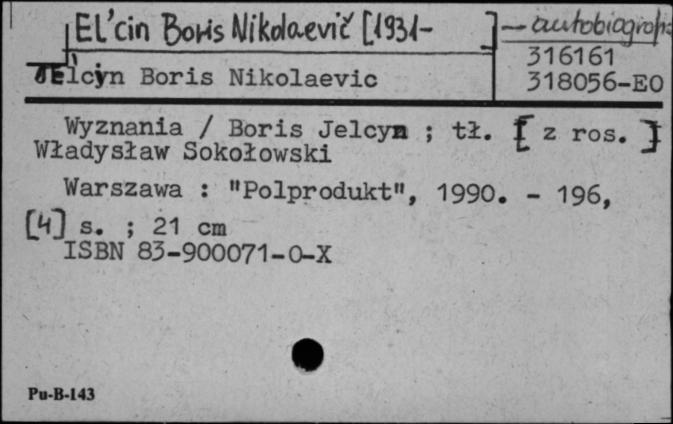 El'cin Boris Nikolaevič [1931- ] — autobiografia
316161
Jelcyn Boris Nikolaevic
318056-EO
Wyznania / Boris Jelcyn ; tł. [ z ros. ]
Władysław Sokołowski
Warszawa : "Polprodukt", 1990. - 196,
[4] s. ; 21 cm
ISBN 83-900071-0-X
Pu-B-143